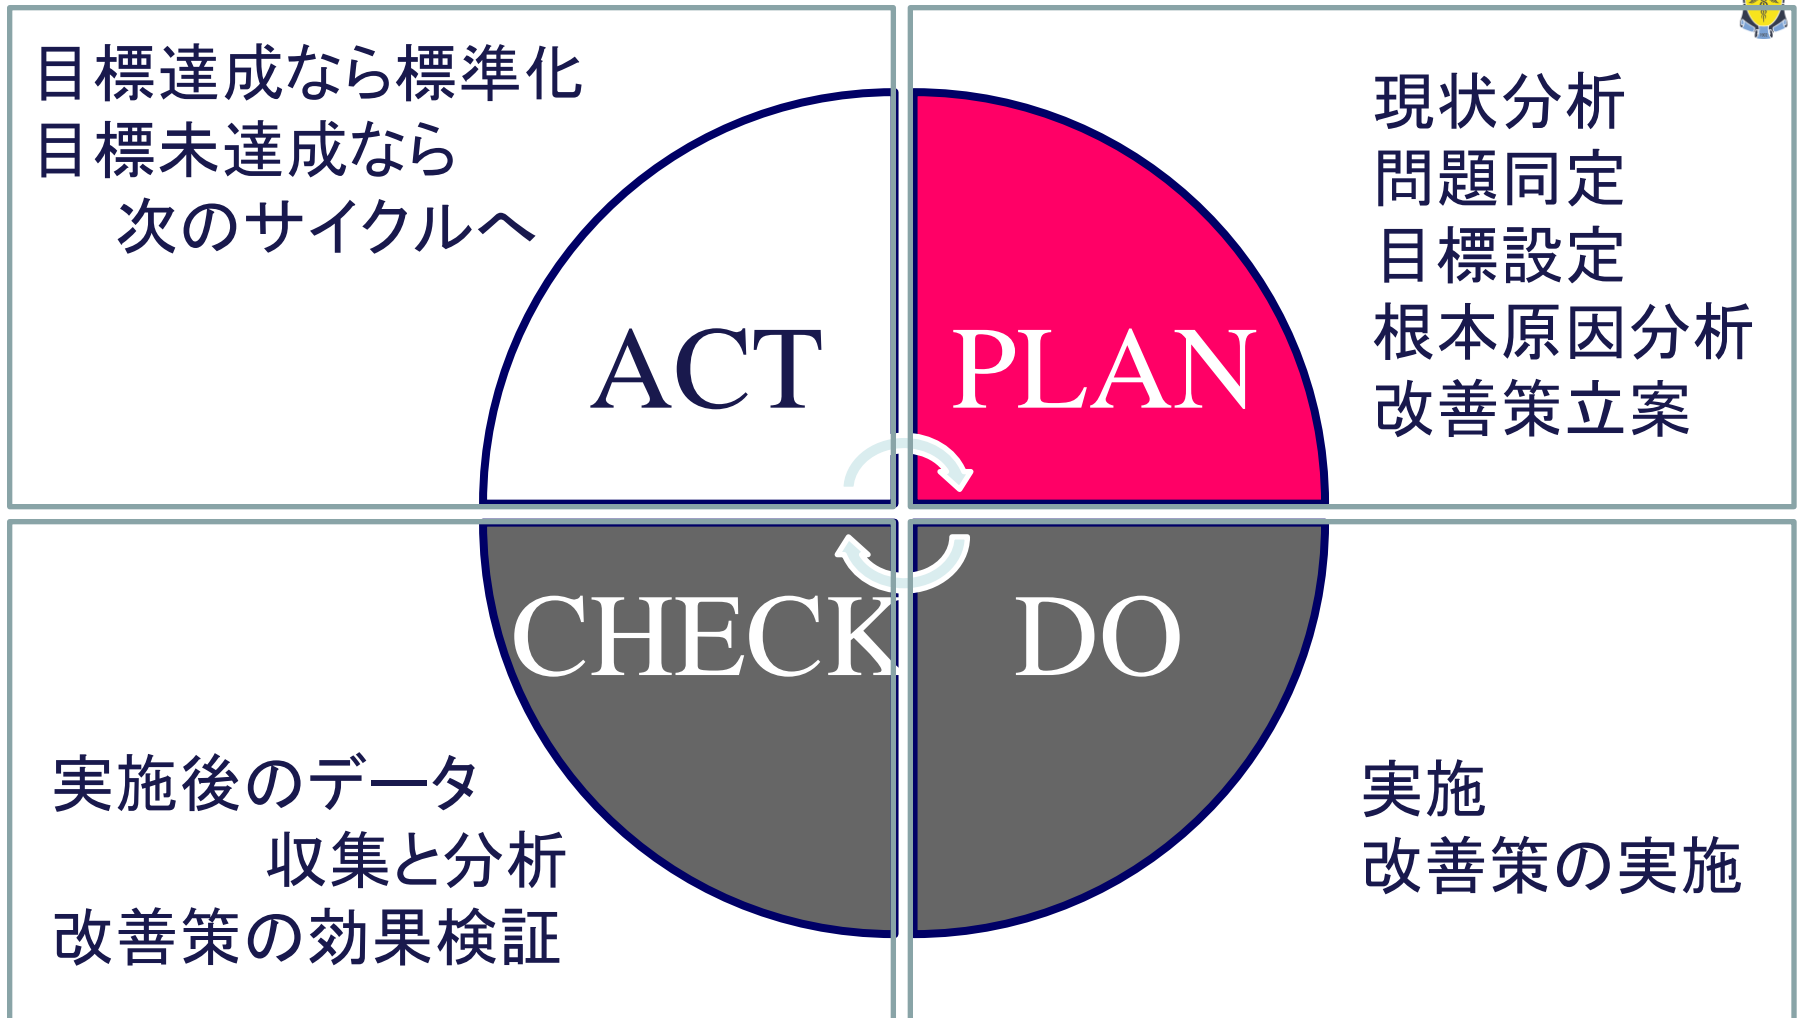 目標達成なら標準化
目標未達成なら
次のサイクルへ
ACT
PLAN
現状分析
問題同定
目標設定
根本原因分析
改善策立案
CHECK
実施後のデータ
収集と分析
改善策の効果検証
DO
実施
改善策の実施